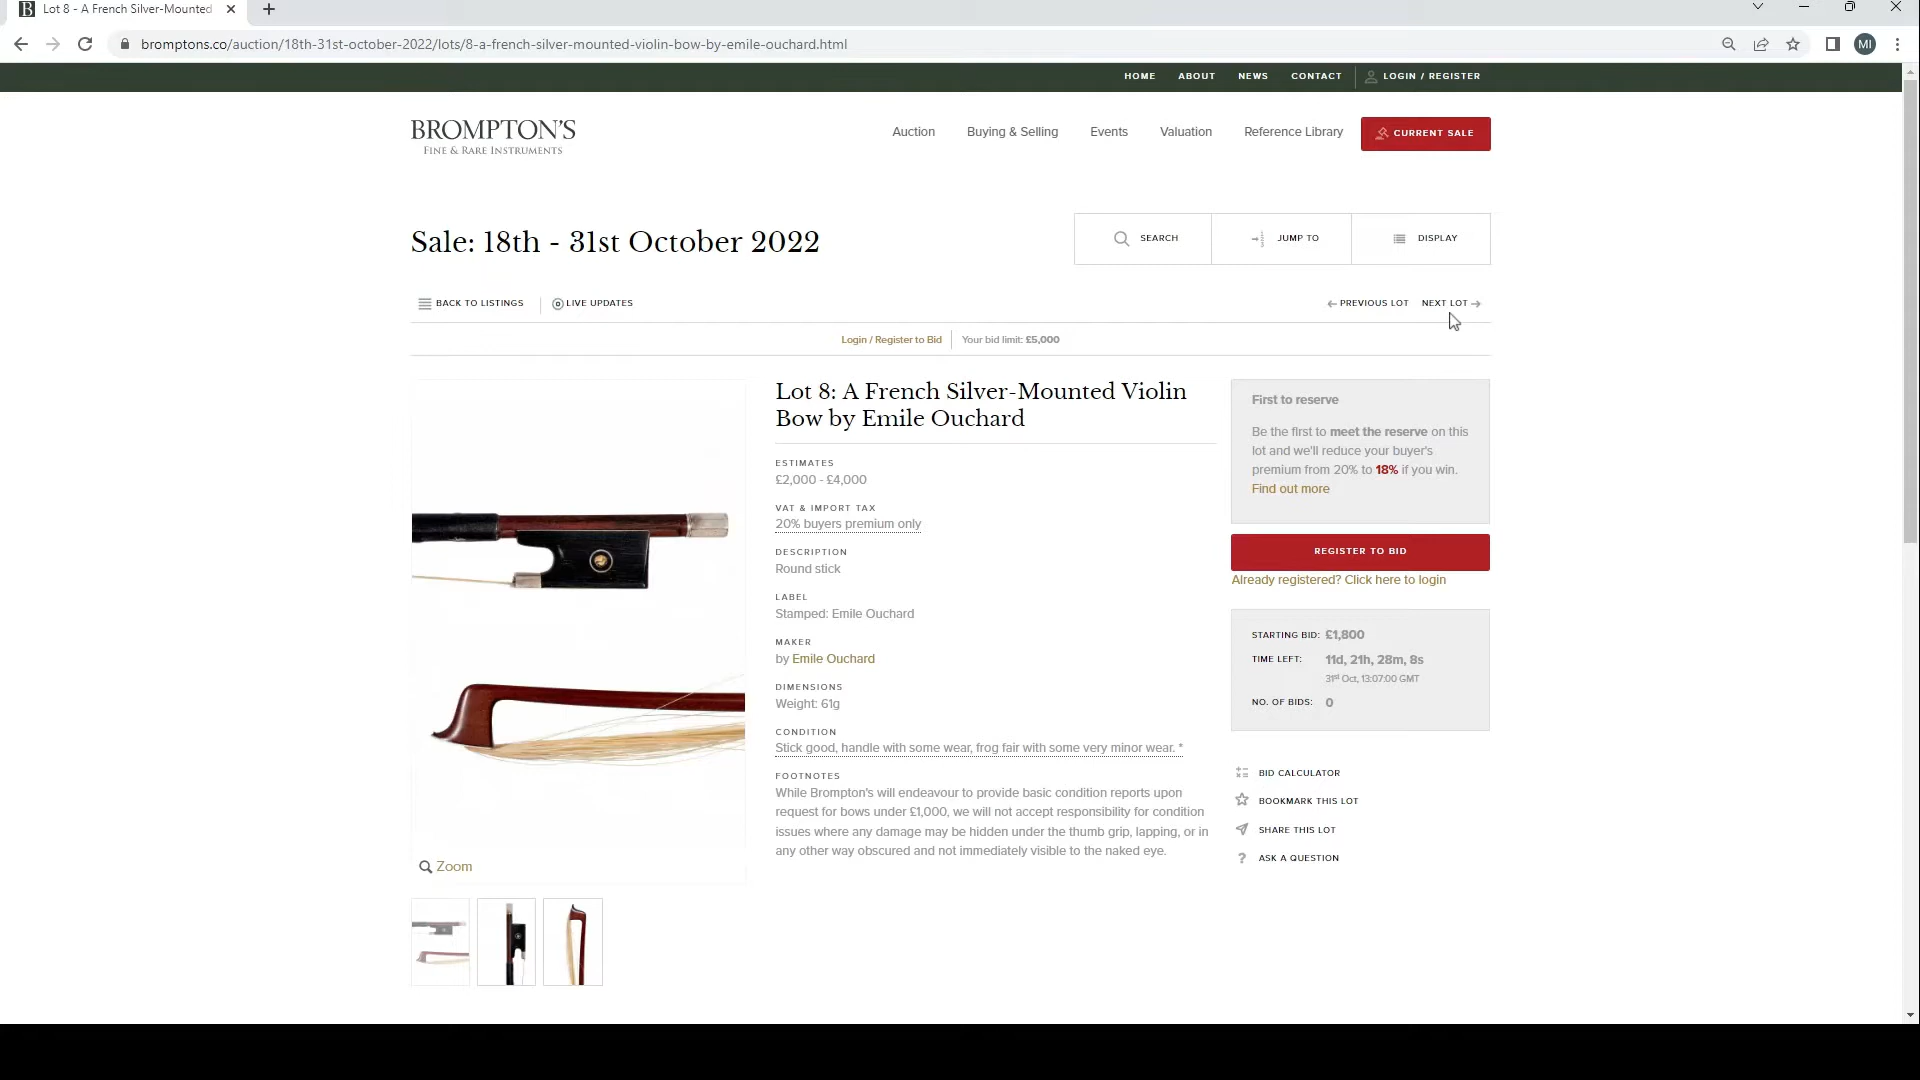 Lot 8 - A French Silver-Mounted
bromptons.co/auction/18th-31st-october-2022/lots/8-a-french-silver-mounted-violin-bow-by-emile-ouchard.html
MI
HOME ABOUT NEWS CONTACT LOGIN / REGISTER
BROMPTON'S
FINE & RARE INSTRUMENTS
Auction Buying & Selling Events Valuation Reference Library CURRENT SALE
Sale: 18th - 31st October 2022
SEARCH JUMP TO DISPLAY
BACK TO LISTINGS LIVE UPDATES
PREVIOUS LOT NEXT LOT
Login / Register to Bid Your bid limit: £5,000
Lot 8: A French Silver-Mounted Violin
Bow by Emile Ouchard
ESTIMATES
£2,000 - £4,000
VAT & IMPORT TAX
20% buyers premium only
DESCRIPTION
Round stick
LABEL
Stamped: Emile Ouchard
MAKER
by Emile Ouchard
DIMENSIONS
Weight: 61g
CONDITION
Stick good, handle with some wear, frog fair with some very minor wear. *
FOOTNOTES
While Brompton's will endeavour to provide basic condition reports upon
request for bows under £1,000, we will not accept responsibility for condition
issues where any damage may be hidden under the thumb grip, lapping, or in
any other way obscured and not immediately visible to the naked eye.
Zoom
First to reserve
Be the first to meet the reserve on this
lot and we'll reduce your buyer's
premium from 20% to 18% if you win.
Find out more
REGISTER TO BID
Already registered? Click here to login
STARTING BID: £1,800
TIME LEFT: 11d, 21h, 28m, 8s
31st Oct, 13:07:00 GMT
NO. OF BIDS: 0
BID CALCULATOR
BOOKMARK THIS LOT
SHARE THIS LOT
ASK A QUESTION